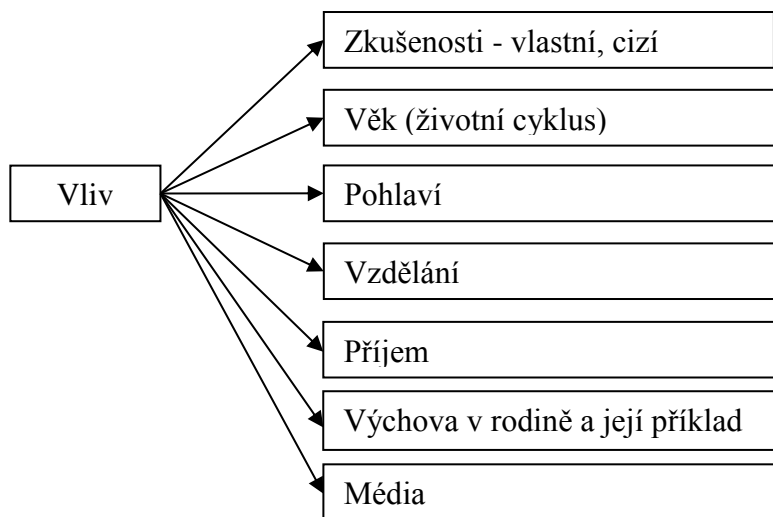 Zkušenosti - vlastní, cizí
Věk (životní cyklus)
Vliv
Pohlaví
Vzdělání
Příjem
Výchova v rodině a její příklad
Média